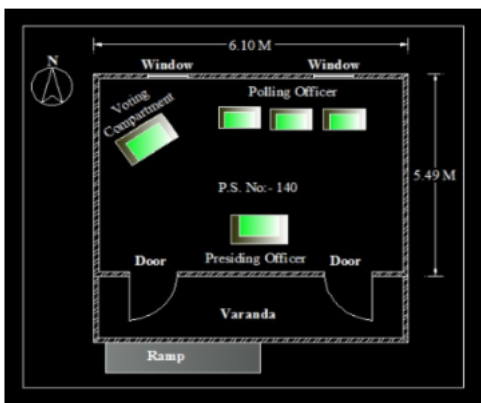 6.10 M
N
Window
Window
Polling Officer
Voting
Compartment
5.49 M
P.S. No:- 140
Door
Presiding Officer
Door
Varanda
Ramp